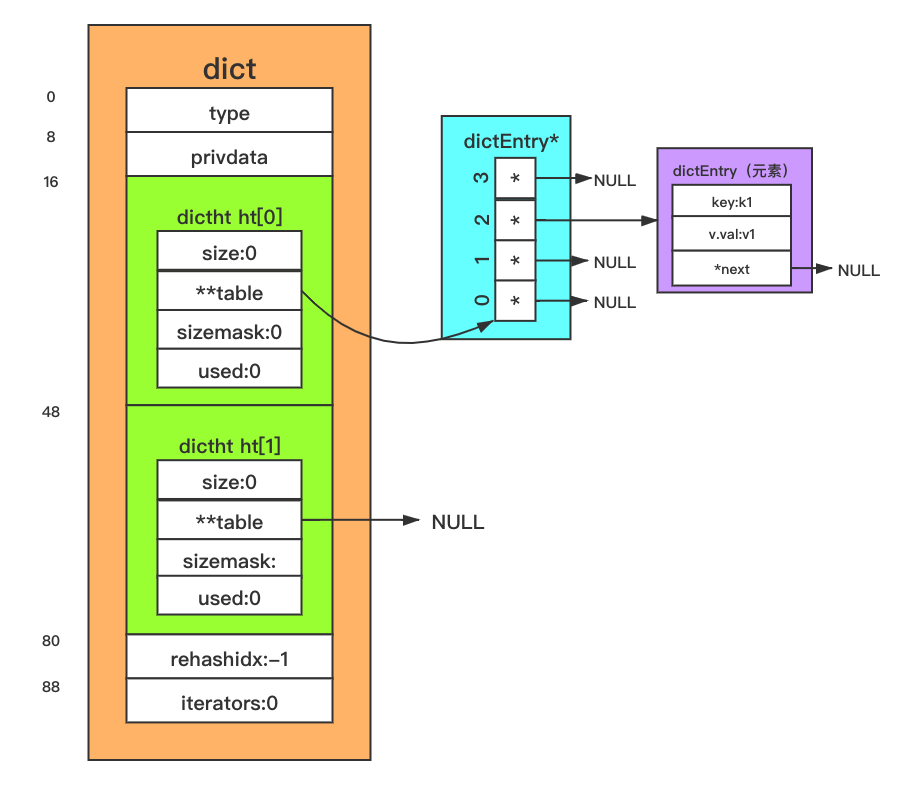 dict
0
type
8
privdata
16
dictht ht[0]
size:0
**table
sizemask:0
used:0
48
dictht ht[1]
size:0
**table
NULL
sizemask:
used:0
80
rehashidx:-1
88
iterators:0
dictEntry*
3
*
NULL
2
*
1
*
NULL
0
*
NULL
dictEntry（元素）
key:k1
v.val:v1
*next
NULL